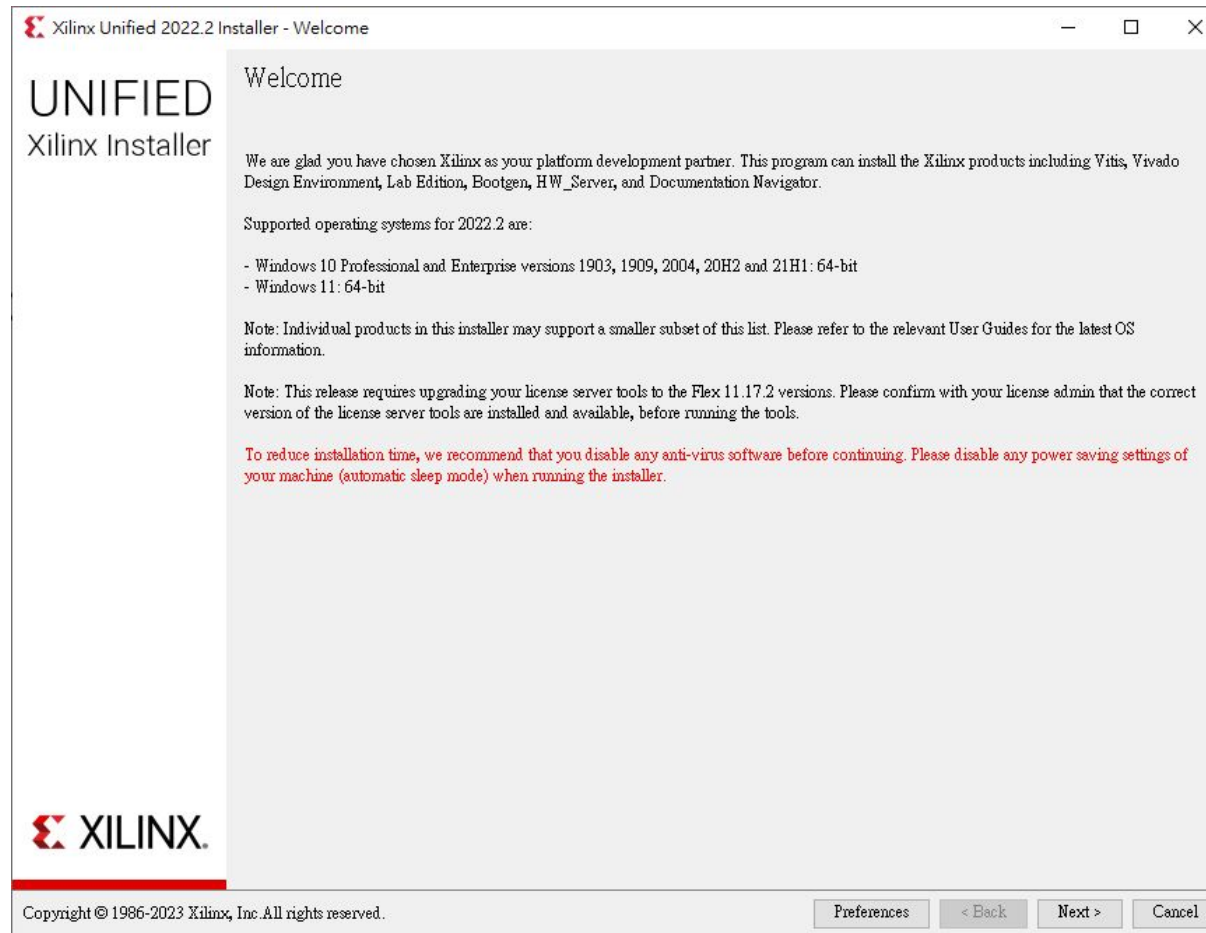 Xilinx Unified 2022.2 Installer - Welcome
UNIFIED
Xilinx Installer
Welcome
We are glad you have chosen Xilinx as your platform development partner. This program can install the Xilinx products including Vitis, Vivado
Design Environment, Lab Edition, Bootgen, HW_Server, and Documentation Navigator.
Supported operating systems for 2022.2 are:
- Windows 10 Professional and Enterprise versions 1903, 1909, 2004, 20H2 and 21H1: 64-bit
- Windows 11: 64-bit
Note: Individual products in this installer may support a smaller subset of this list. Please refer to the relevant User Guides for the latest OS
information.
Note: This release requires upgrading your license server tools to the Flex 11.17.2 versions. Please confirm with your license admin that the correct
version of the license server tools are installed and available, before running the tools.
To reduce installation time, we recommend that you disable any anti-virus software before continuing. Please disable any power saving settings of
your machine (automatic sleep mode) when running the installer.
XILINX.
Copyright © 1986-2023 Xilinx, Inc.All rights reserved.
Preferences
< Back
Next >
Cancel